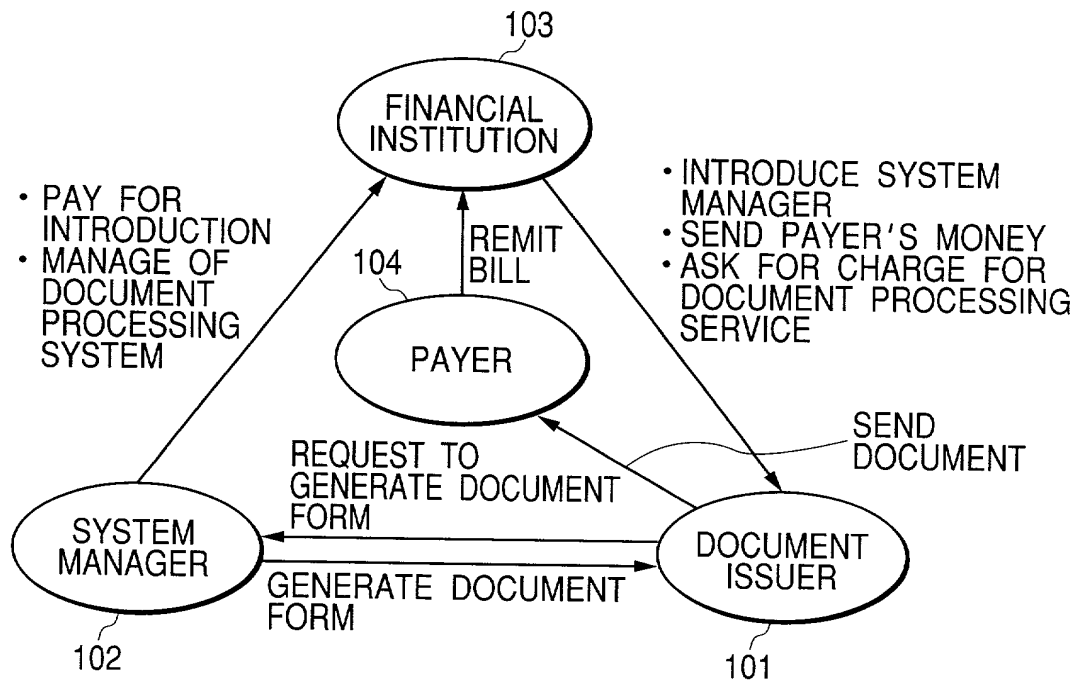 103
FINANCIAL
INSTITUTION
• PAY FOR
INTRODUCTION
• MANAGE OF
DOCUMENT
PROCESSING
SYSTEM
• INTRODUCE SYSTEM
MANAGER
• SEND PAYER'S MONEY
• ASK FOR CHARGE FOR
DOCUMENT PROCESSING
SERVICE
REMIT
BILL
104
PAYER
SEND
DOCUMENT
REQUEST TO
GENERATE DOCUMENT
FORM
SYSTEM
MANAGER
DOCUMENT
ISSUER
GENERATE DOCUMENT
FORM
102
101